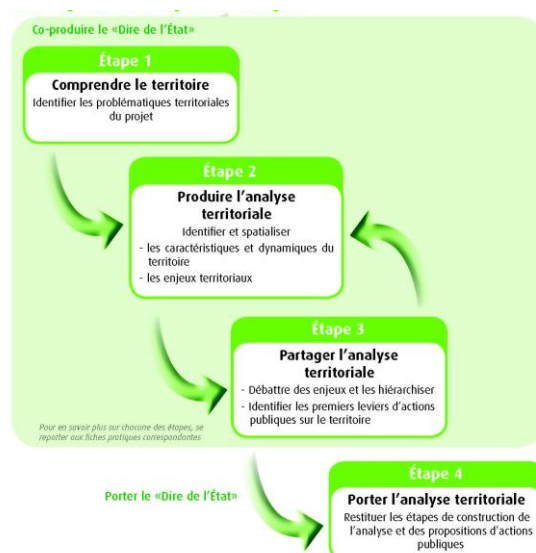 Co-produire le «Dire de l'État»
Étape 1
Comprendre le territoire
Identifier les problématiques territoriales
du projet
Étape 2
Produire l'analyse
territoriale
Identifier et spatialiser
- les caractéristiques et dynamiques du
territoire
- les enjeux territoriaux
Étape 3
Partager l'analyse
territoriale
- Débattre des enjeux et les hiérarchiser
- Identifier les premiers leviers d'actions
publiques sur le territoire
Pour en savoir plus sur chacune des étapes, se
reporter aux fiches pratiques correspondantes
Porter le «Dire de l'État»
Étape 4
Porter l'analyse territoriale
Restituer les étapes de construction de
l'analyse et des propositions d'actions
publiques